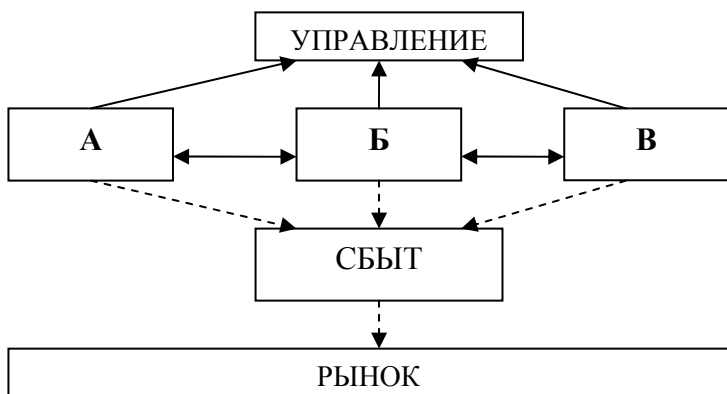 УПРАВЛЕНИЕ
А
Б
В
СБЫТ
РЫНОК